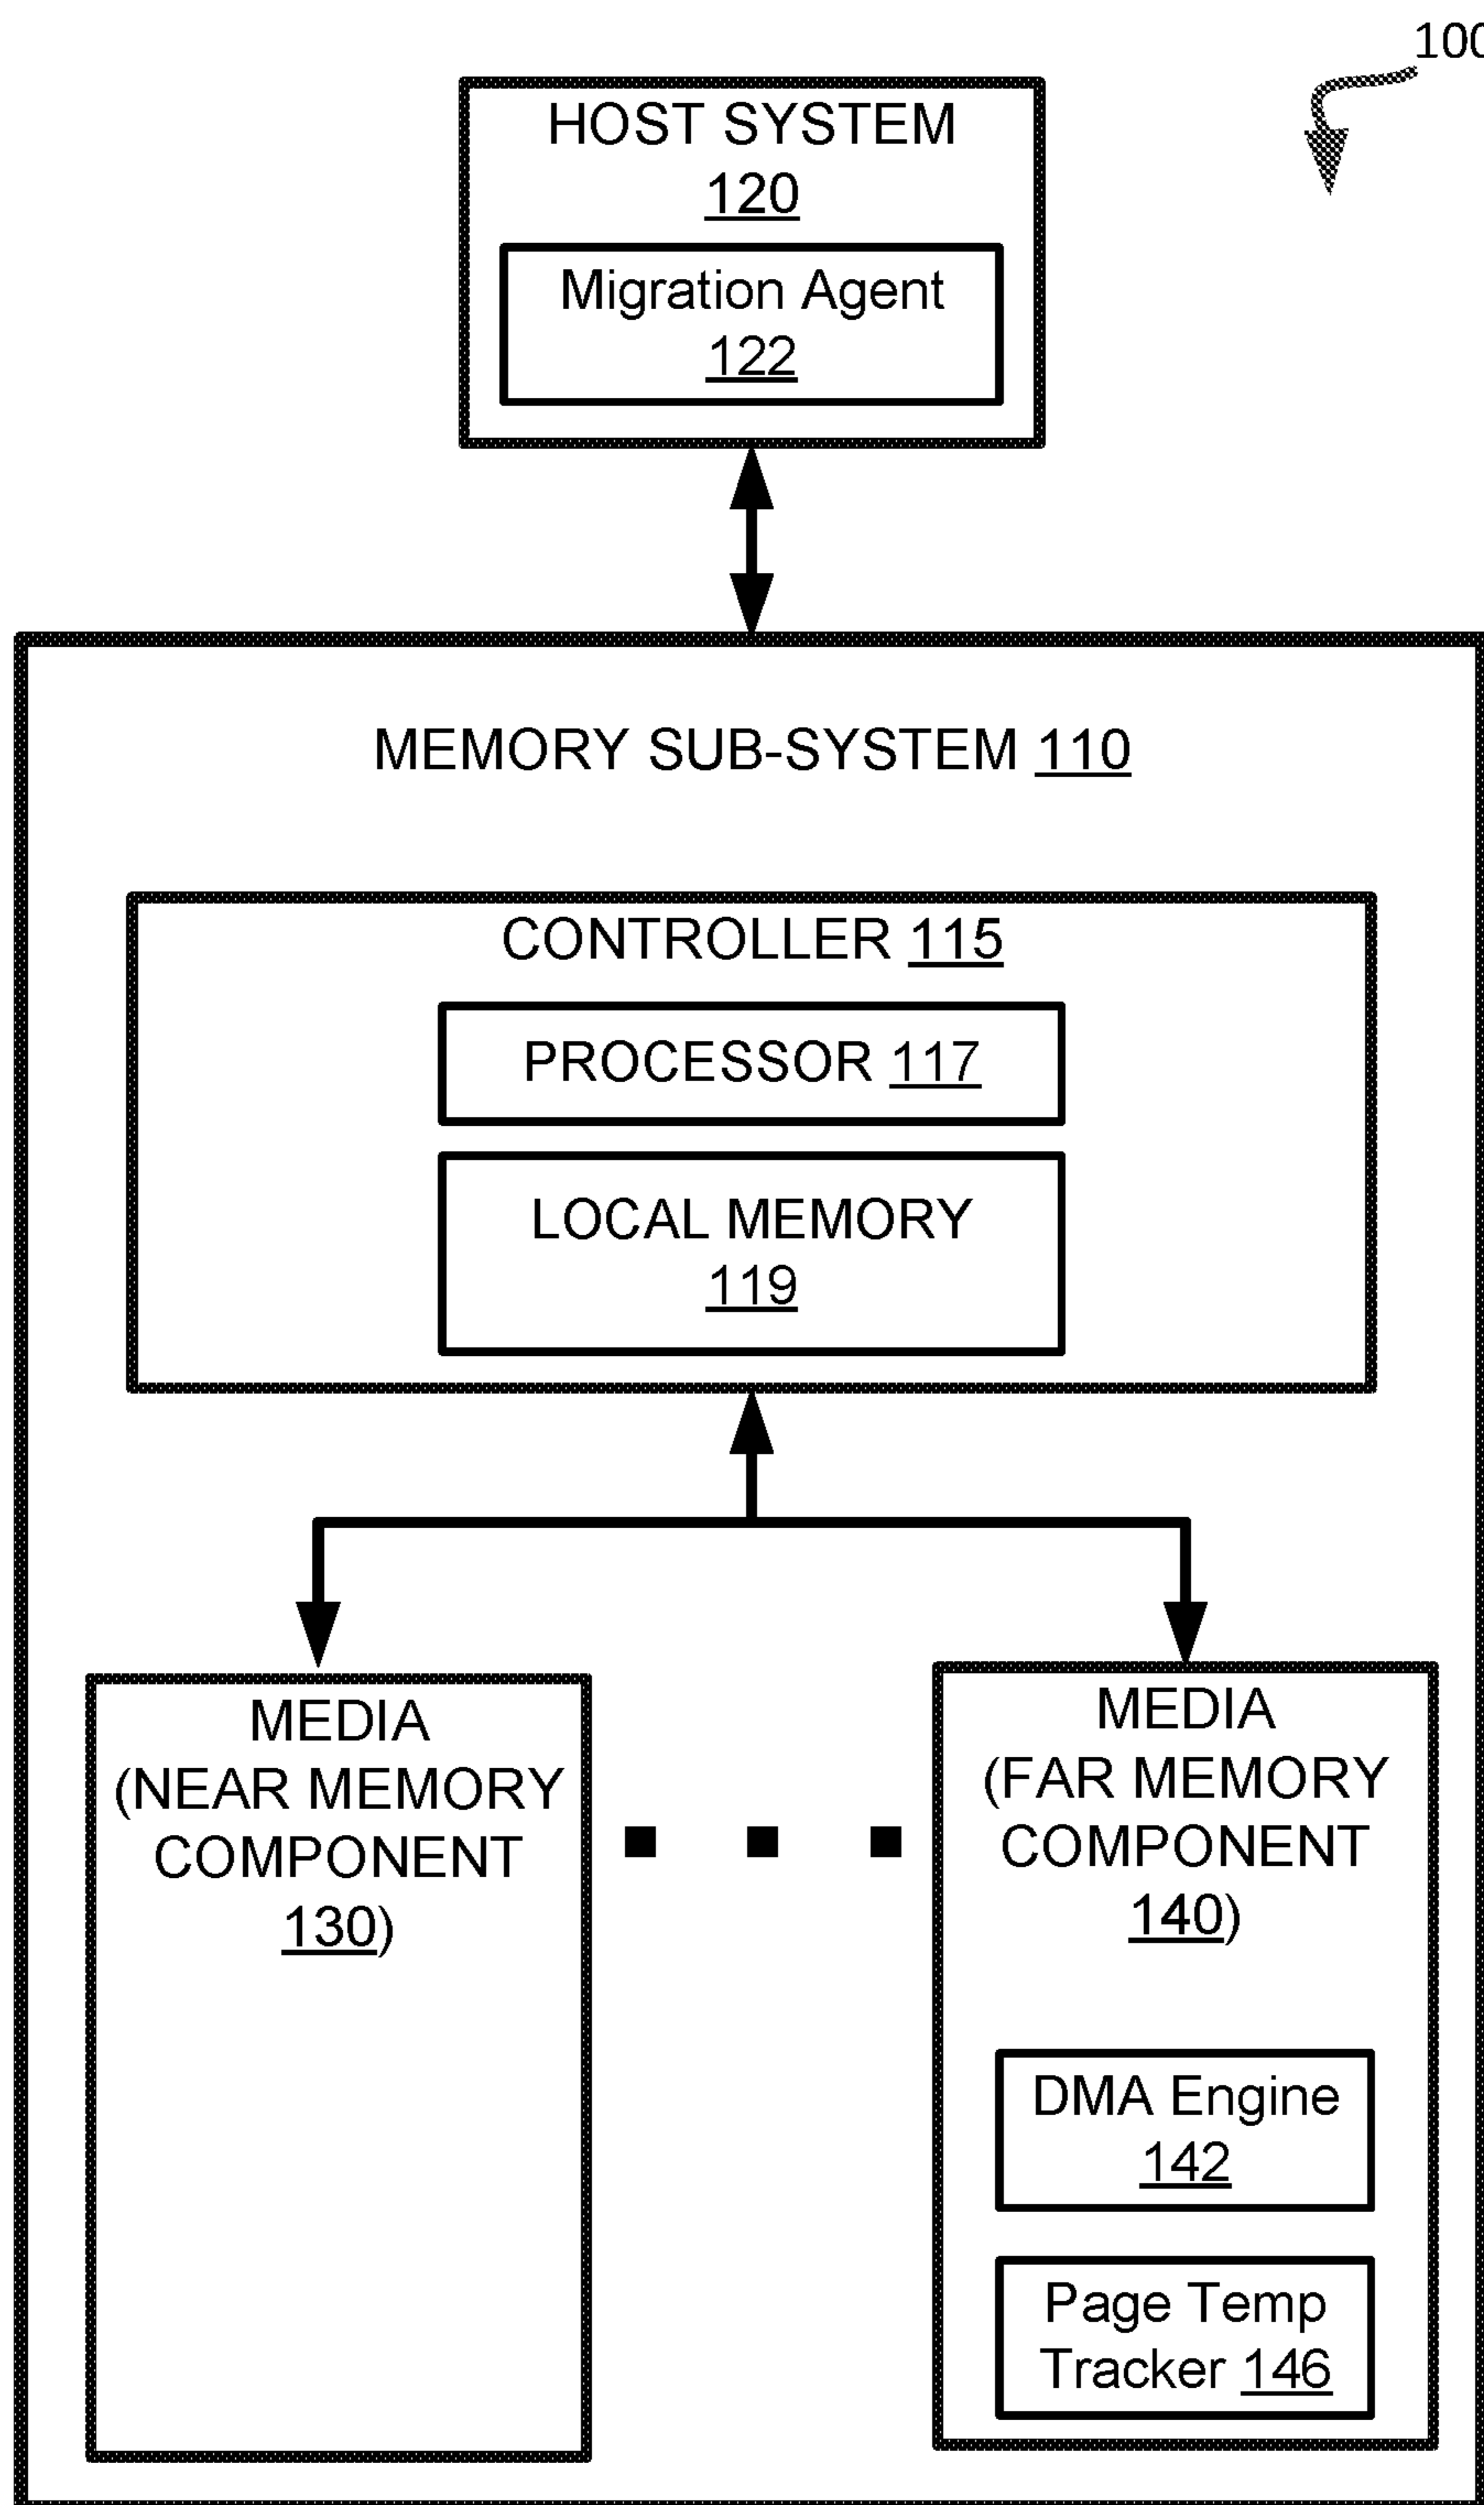 100
HOST SYSTEM
120
Migration Agent
122
MEMORY SUB-SYSTEM 110
CONTROLLER 115
PROCESSOR 117
LOCAL MEMORY
119
MEDIA
(NEAR MEMORY
COMPONENT
130)
MEDIA
(FAR MEMORY
COMPONENT
140)
DMA Engine
142
Page Temp
Tracker 146